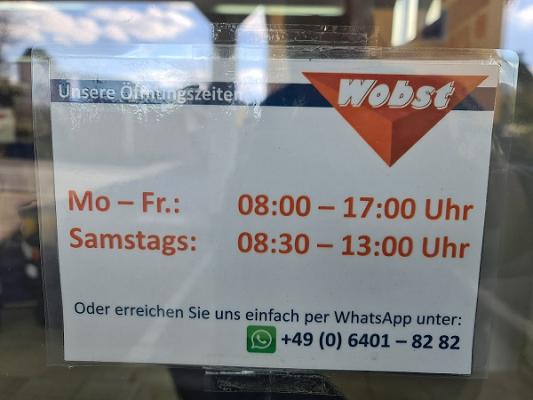 Unsere Öffnungszeiten
Wobst
Mo – Fr.: 08:00 – 17:00 Uhr
Samstags: 08:30 – 13:00 Uhr
Oder erreichen Sie uns einfach per WhatsApp unter:
+49 (0) 6401 – 82 82